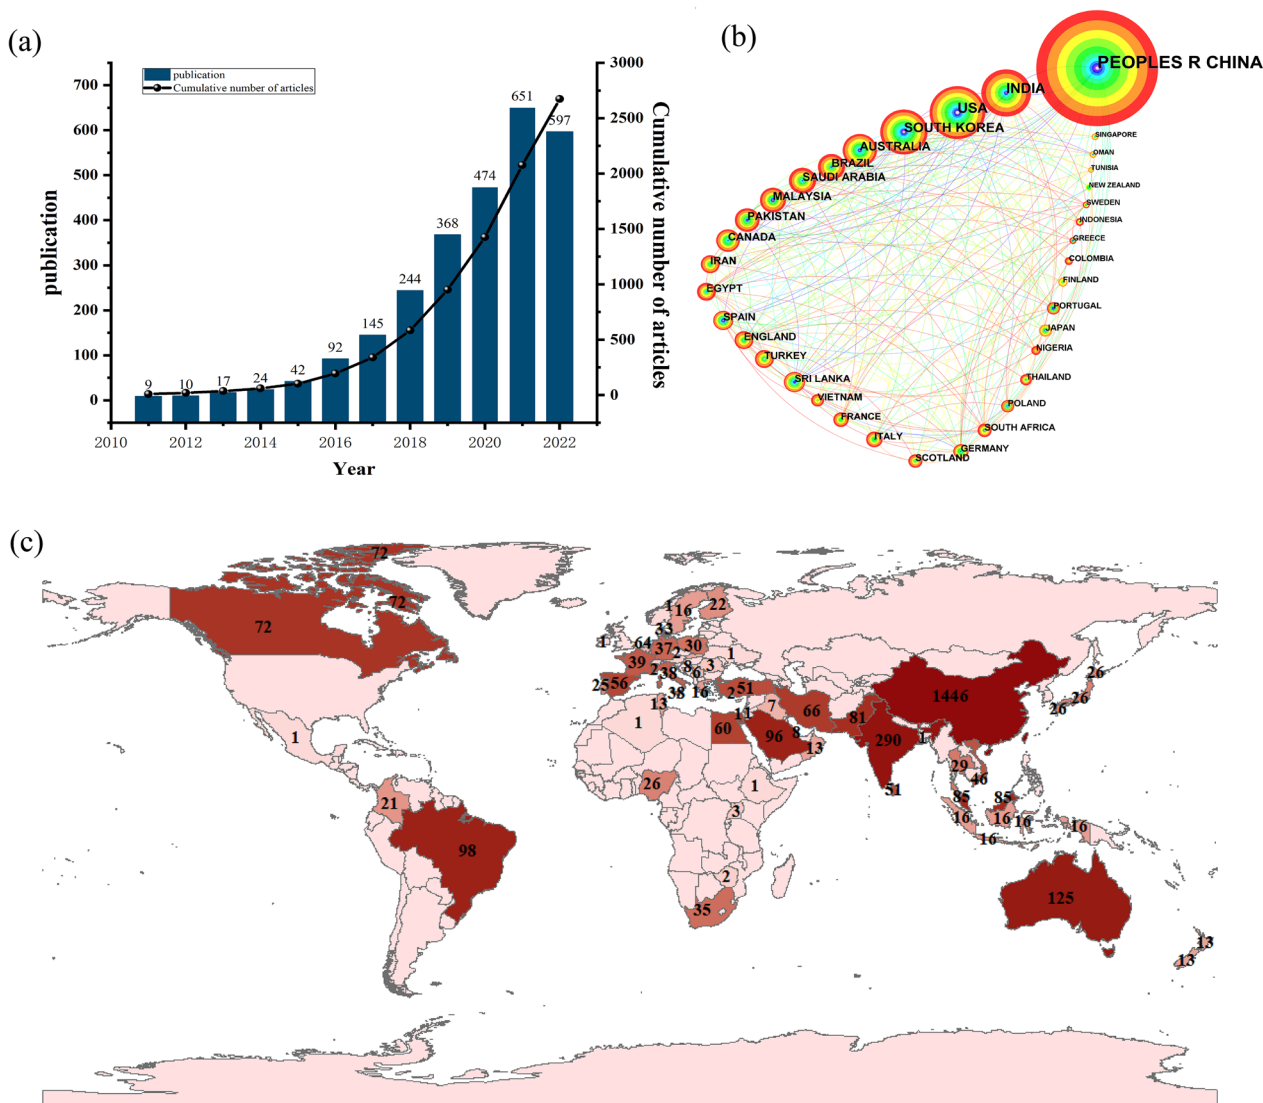 (a)
publication
Cumulative number of articles
700
600
500
400
300
200
100
0
3000
2500
2000
1500
1000
500
0
9
10
17
24
42
92
145
244
368
474
651
597
2010
2012
2014
2016
2018
2020
2022
Year
publication
Cumulative number of articles
(b)
PEOPLES R CHINA
INDIA
USA
SOUTH KOREA
AUSTRALIA
BRAZIL
SAUDI ARABIA
MALAYSIA
PAKISTAN
CANADA
IRAN
EGYPT
SPAIN
ENGLAND
TURKEY
SRI LANKA
VIETNAM
FRANCE
ITALY
SCOTLAND
GERMANY
SOUTH AFRICA
POLAND
THAILAND
NIGERIA
JAPAN
PORTUGAL
FINLAND
COLOMBIA
GREECE
INDONESIA
SWEDEN
NEW ZEALAND
TUNISIA
OMAN
SINGAPORE
(c)
72
72
72
1
21
98
1
64
33
1
16
22
37
30
2
1
39
2
38
8
3
6
25
56
38
16
2
51
13
1
11
7
66
60
96
8
13
81
290
1
1446
26
26
26
26
1
3
2
35
51
29
46
85
85
16
16
16
16
16
125
13
13